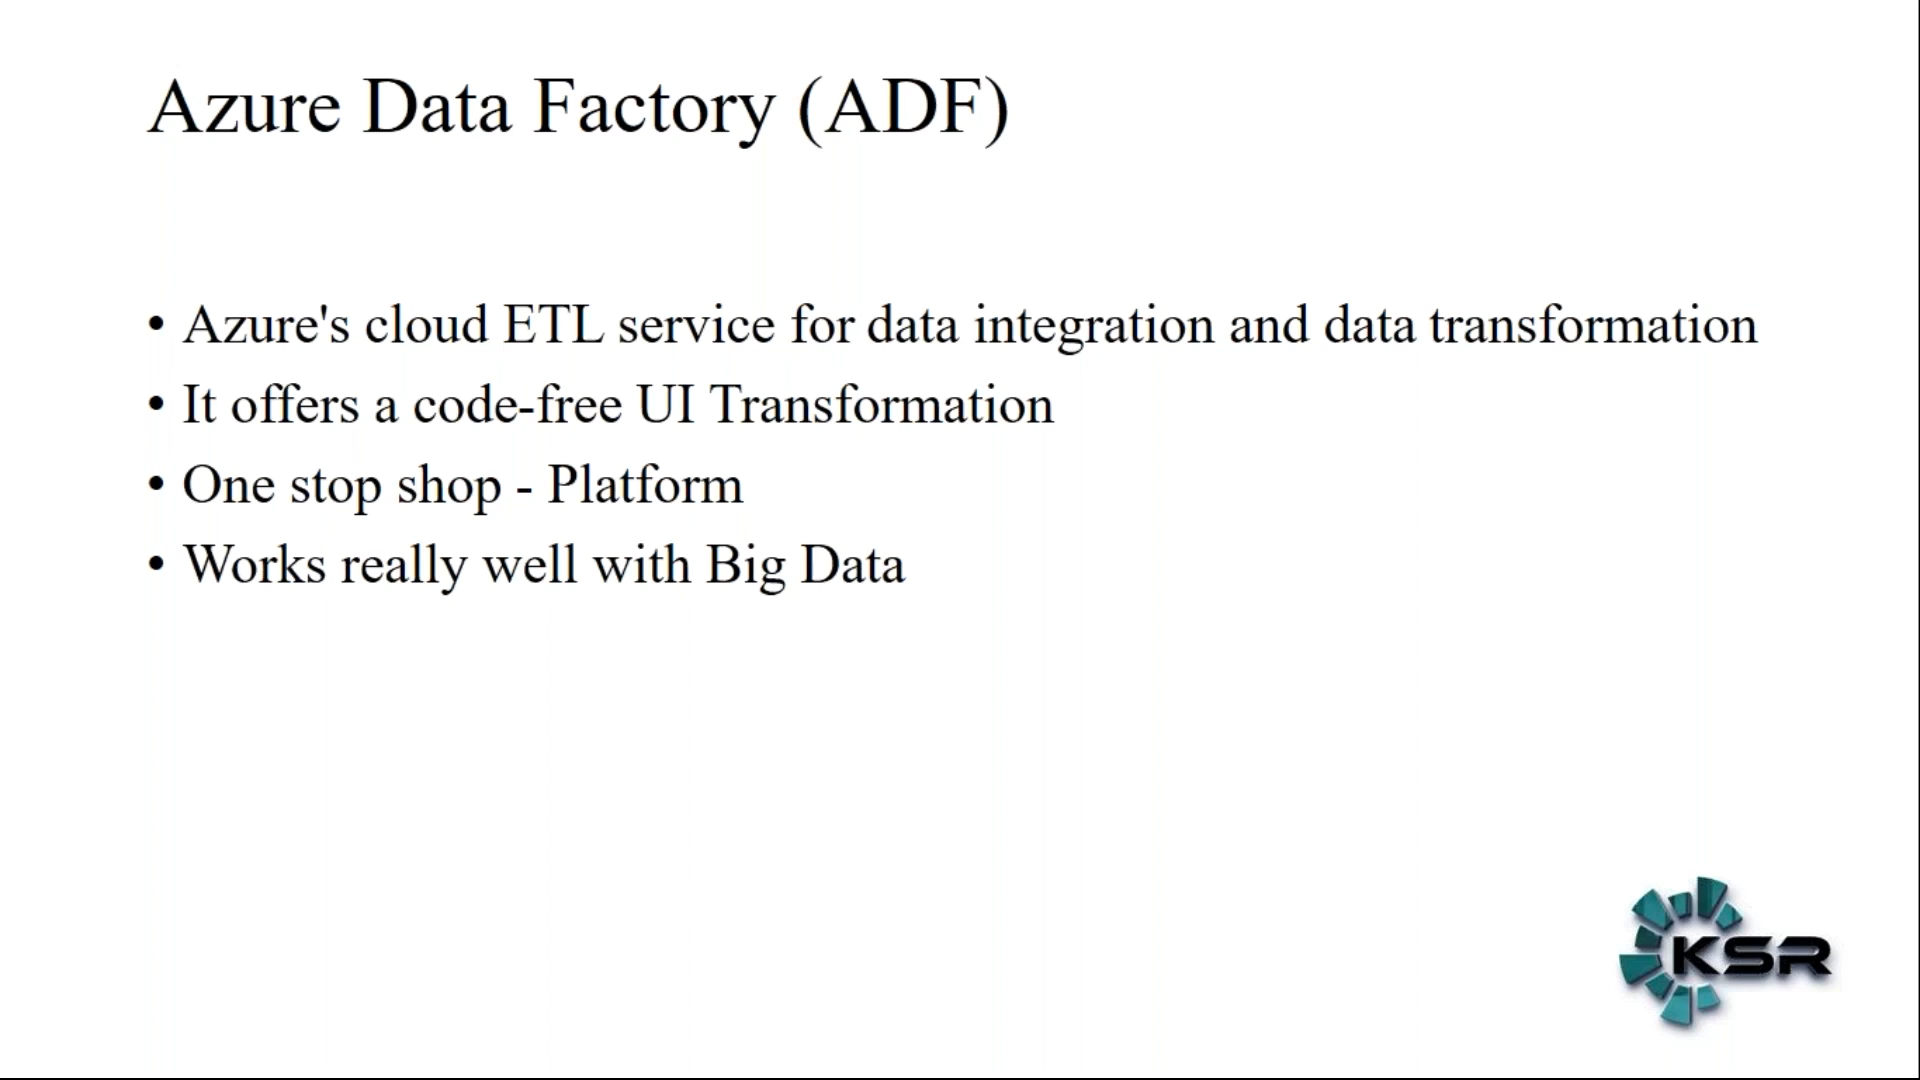 Azure Data Factory (ADF)
• Azure's cloud ETL service for data integration and data transformation
• It offers a code-free UI Transformation
• One stop shop - Platform
• Works really well with Big Data
KSR